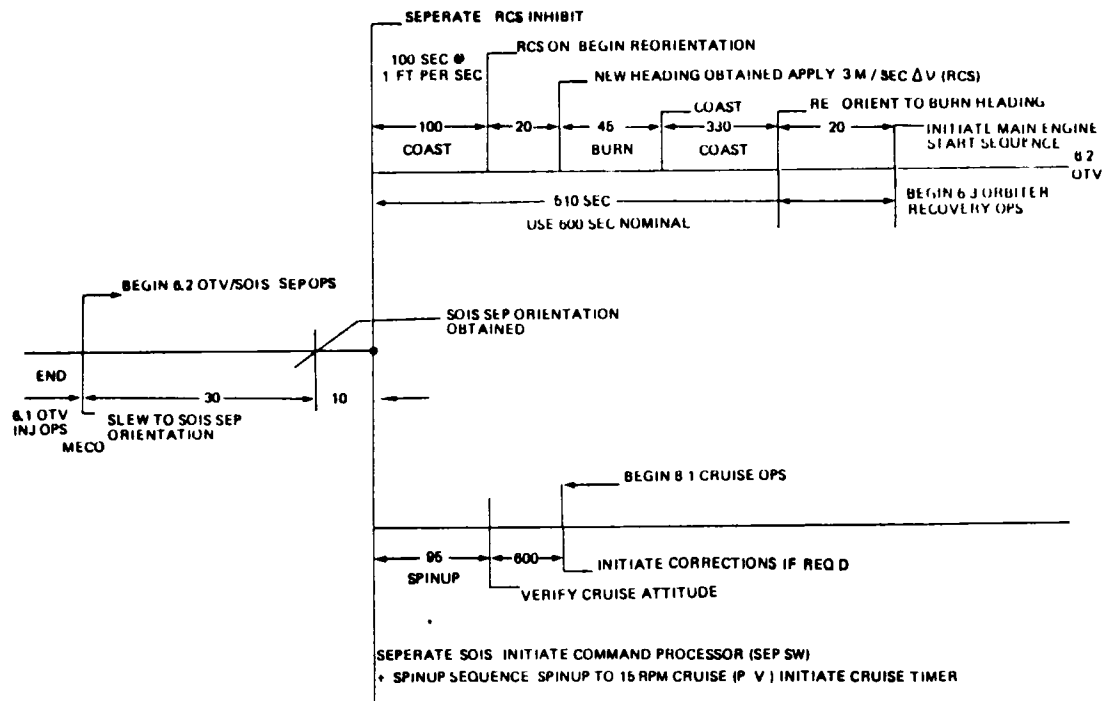 SEPERATE RCS INHIBIT
100 SEC @
1 FT PER SEC
RCS ON BEGIN REORIENTATION
NEW HEADING OBTAINED APPLY 3 M / SEC Δ V (RCS)
COAST
RE ORIENT TO BURN HEADING
100
20
45
330
20
COAST
BURN
COAST
INITIATE MAIN ENGINE
START SEQUENCE
6.2
OTV
610 SEC
USE 600 SEC NOMINAL
BEGIN 6.3 ORBITER
RECOVERY OPS
BEGIN 6.2 OTV/SOIS SEP OPS
SOIS SEP ORIENTATION
OBTAINED
END
30
10
6.1 OTV
INJ OPS
MECO
SLEW TO SOIS SEP
ORIENTATION
BEGIN 8 1 CRUISE OPS
95
600
SPINUP
INITIATE CORRECTIONS IF REQ D
VERIFY CRUISE ATTITUDE
SEPERATE SOIS INITIATE COMMAND PROCESSOR (SEP SW)
+ SPINUP SEQUENCE SPINUP TO 15 RPM CRUISE (P V ) INITIATE CRUISE TIMER